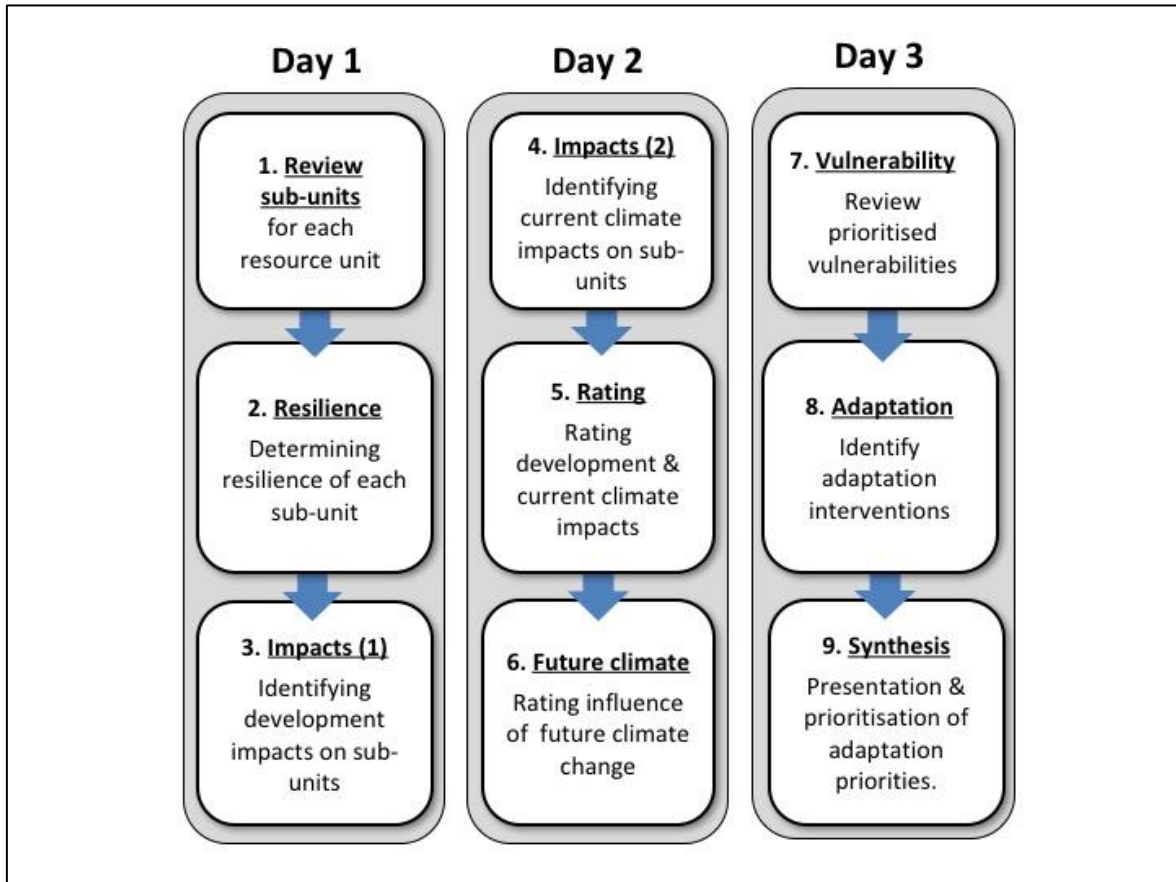 Day 1
1. Review
sub-units
for each
resource unit
2. Resilience
Determining
resilience of each
sub-unit
3. Impacts (1)
Identifying
development
impacts on sub-
units
Day 2
4. Impacts (2)
Identifying
current climate
impacts on sub-
units
5. Rating
Rating
development &
current climate
impacts
6. Future climate
Rating influence
of future climate
change
Day 3
7. Vulnerability
Review
prioritised
vulnerabilities
8. Adaptation
Identify
adaptation
interventions
9. Synthesis
Presentation &
prioritisation of
adaptation
priorities.